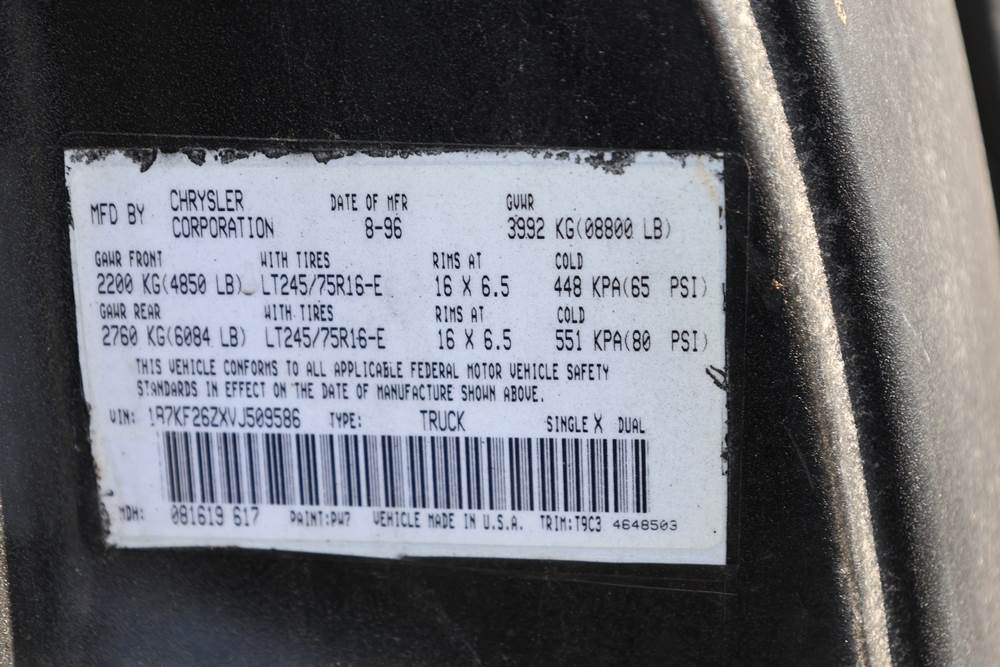 MFD BY CHRYSLER CORPORATION DATE OF MFR 8-96 GVWR 3992 KG(08800 LB)
GAWR FRONT WITH TIRES RIMS AT COLD
2200 KG(4850 LB) LT245/75R16-E 16 X 6.5 448 KPA(65 PSI)
GAWR REAR WITH TIRES RIMS AT COLD
2760 KG(6084 LB) LT245/75R16-E 16 X 6.5 551 KPA(80 PSI)
THIS VEHICLE CONFORMS TO ALL APPLICABLE FEDERAL MOTOR VEHICLE SAFETY
STANDARDS IN EFFECT ON THE DATE OF MANUFACTURE SHOWN ABOVE.
VIN: 1B7KF26ZXVJ509586 TYPE: TRUCK SINGLE X DUAL
MDH: 081619 617 PAINT:PW7 VEHICLE MADE IN U.S.A. TRIM:T9C3 4648503